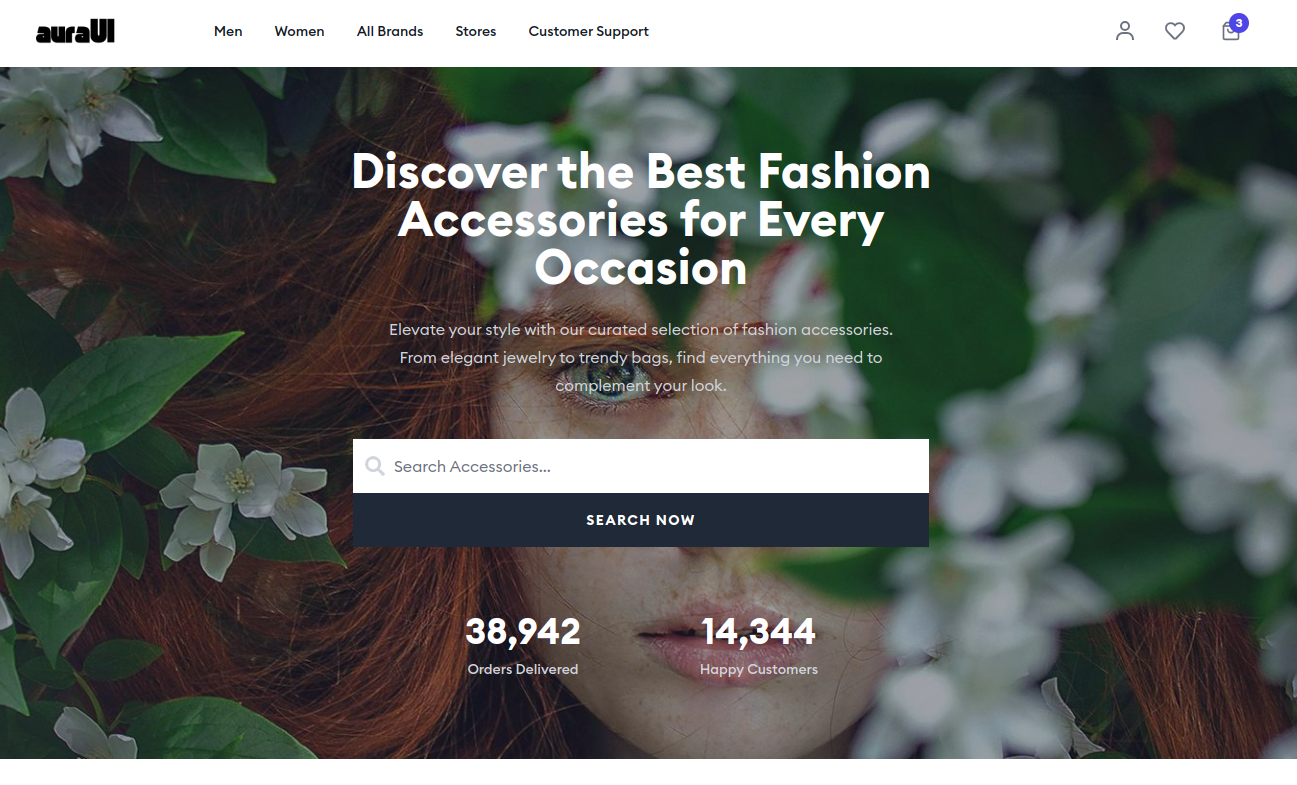 auraUI
Men Women All Brands Stores Customer Support
3
Discover the Best Fashion
Accessories for Every
Occasion
Elevate your style with our curated selection of fashion accessories.
From elegant jewelry to trendy bags, find everything you need to
complement your look.
Search Accessories...
SEARCH NOW
38,942 14,344
Orders Delivered Happy Customers